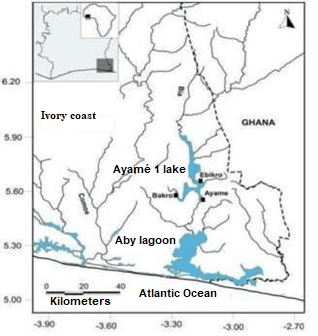 N
6.20
Bia
GHANA
5.90
Ivory coast
Ayamé 1 lake
Ebikro
5.60
Bakro
Ayame
Comoe
Aby lagoon
5.30
0 20 40
Kilometers
Atlantic Ocean
5.00
-3.90 -3.60 -3.30 -3.00 -2.70